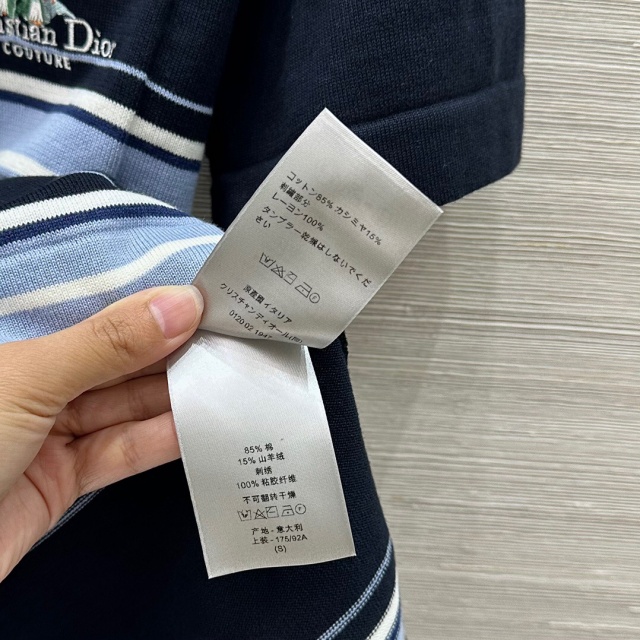 stian Dior
COUTURE
コットン85% カシミヤ15%
刺繍部分
レーヨン100%
タンブラー乾燥はしないでくだ
さい
原産国 イタリア
クリスチャンディオール(JP)
0120 02 1947
85% 棉
15% 山羊绒
刺绣
100% 粘胶纤维
不可翻转干燥
产地 - 意大利
上装 - 175/92A
(S)